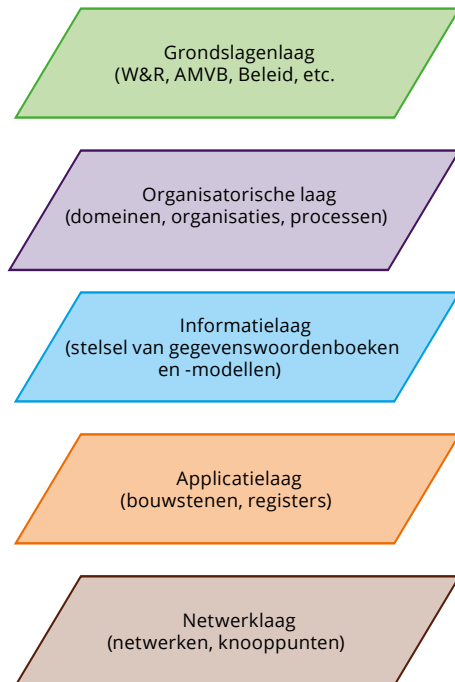 Grondslagenlaag
(W&R, AMVB, Beleid, etc.
Organisatorische laag
(domeinen, organisaties, processen)
Informatielaag
(stelsel van gegevenswoordenboeken
en -modellen)
Applicatielaag
(bouwstenen, registers)
Netwerklaag
(netwerken, knooppunten)